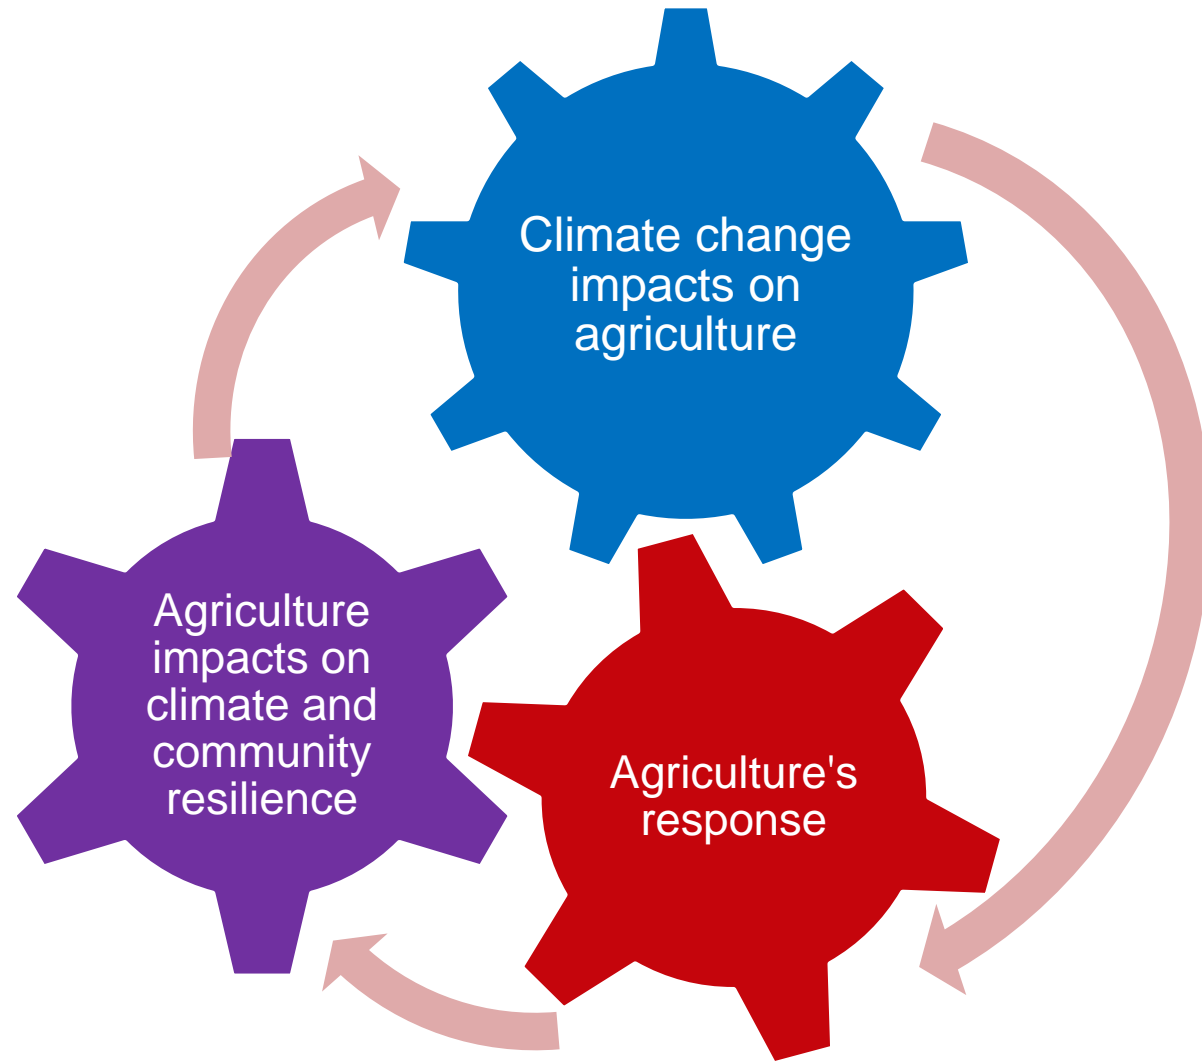 Climate change
impacts on
agriculture
Agriculture
impacts on
climate and
community
resilience
Agriculture's
response